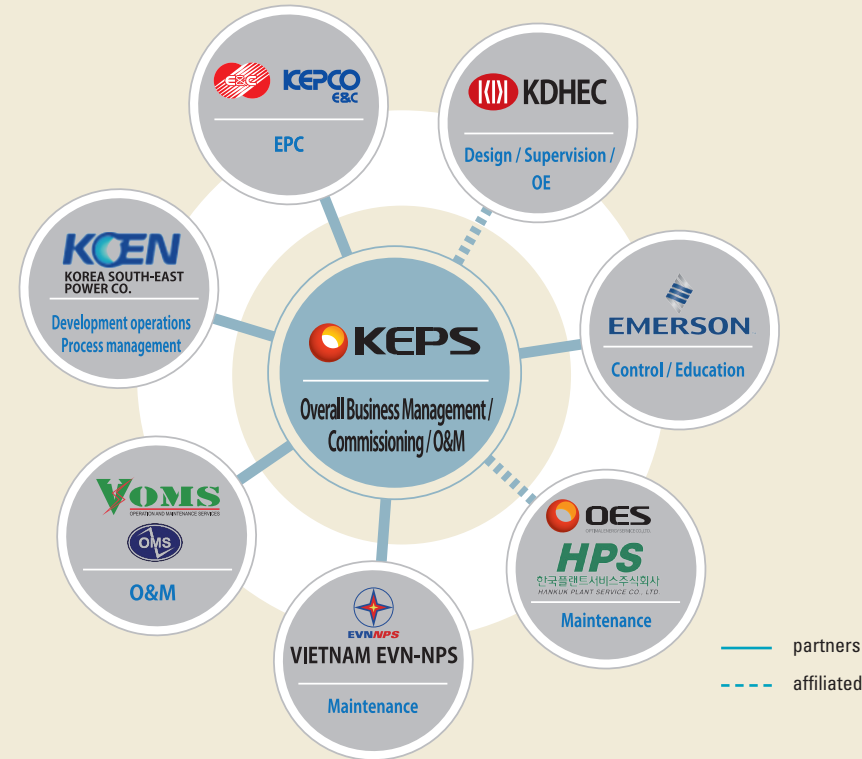 E2C KEPCO
E&C
EPC
KDHEC
Design / Supervision /
OE
KOEN
KOREA SOUTH-EAST
POWER CO.
Development operations
Process management
KEPS
Overall Business Management /
Commissioning / O&M
EMERSON
Control / Education
VOMS
OPERATION AND MAINTENANCE SERVICES
OMS
O&M
OES
HPS
한국플랜트서비스주식회사
HANKUK PLANT SERVICE CO., LTD.
Maintenance
EVNNPS
VIETNAM EVN-NPS
Maintenance
partners
affiliated